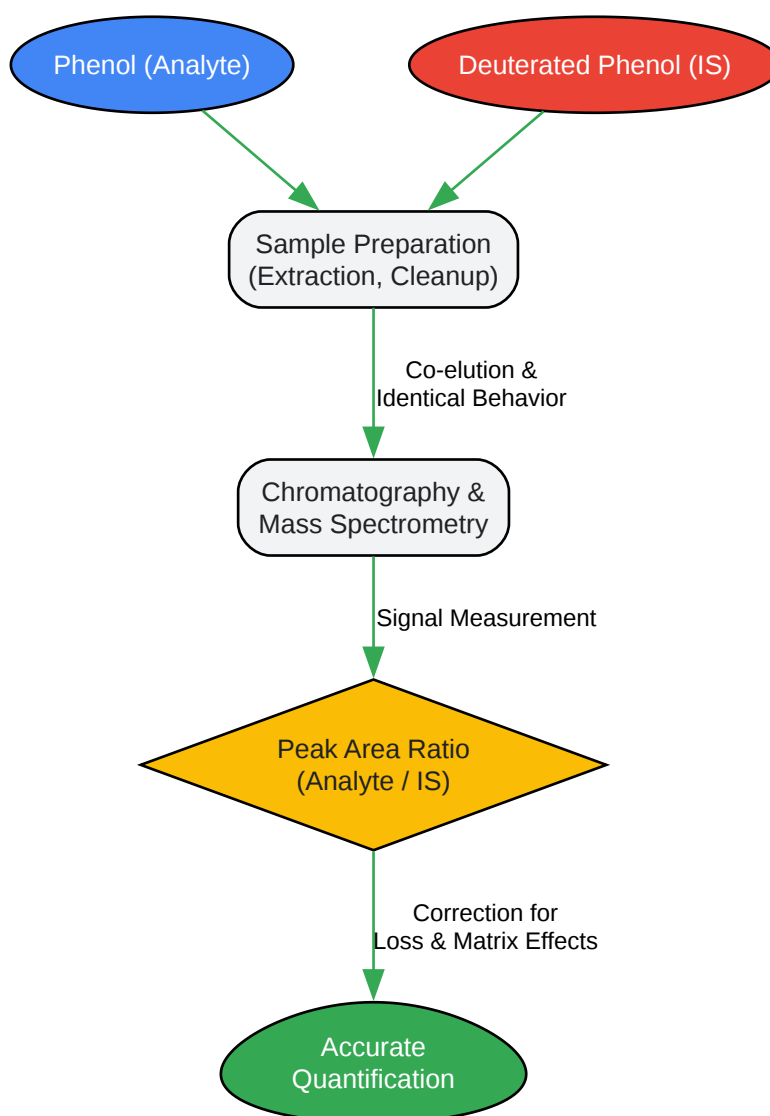 Phenol (Analyte)
Deuterated Phenol (IS)
Sample Preparation
(Extraction, Cleanup)
Co-elution &
Identical Behavior
Chromatography &
Mass Spectrometry
Signal Measurement
Peak Area Ratio
(Analyte / IS)
Correction for
Loss & Matrix Effects
Accurate
Quantification